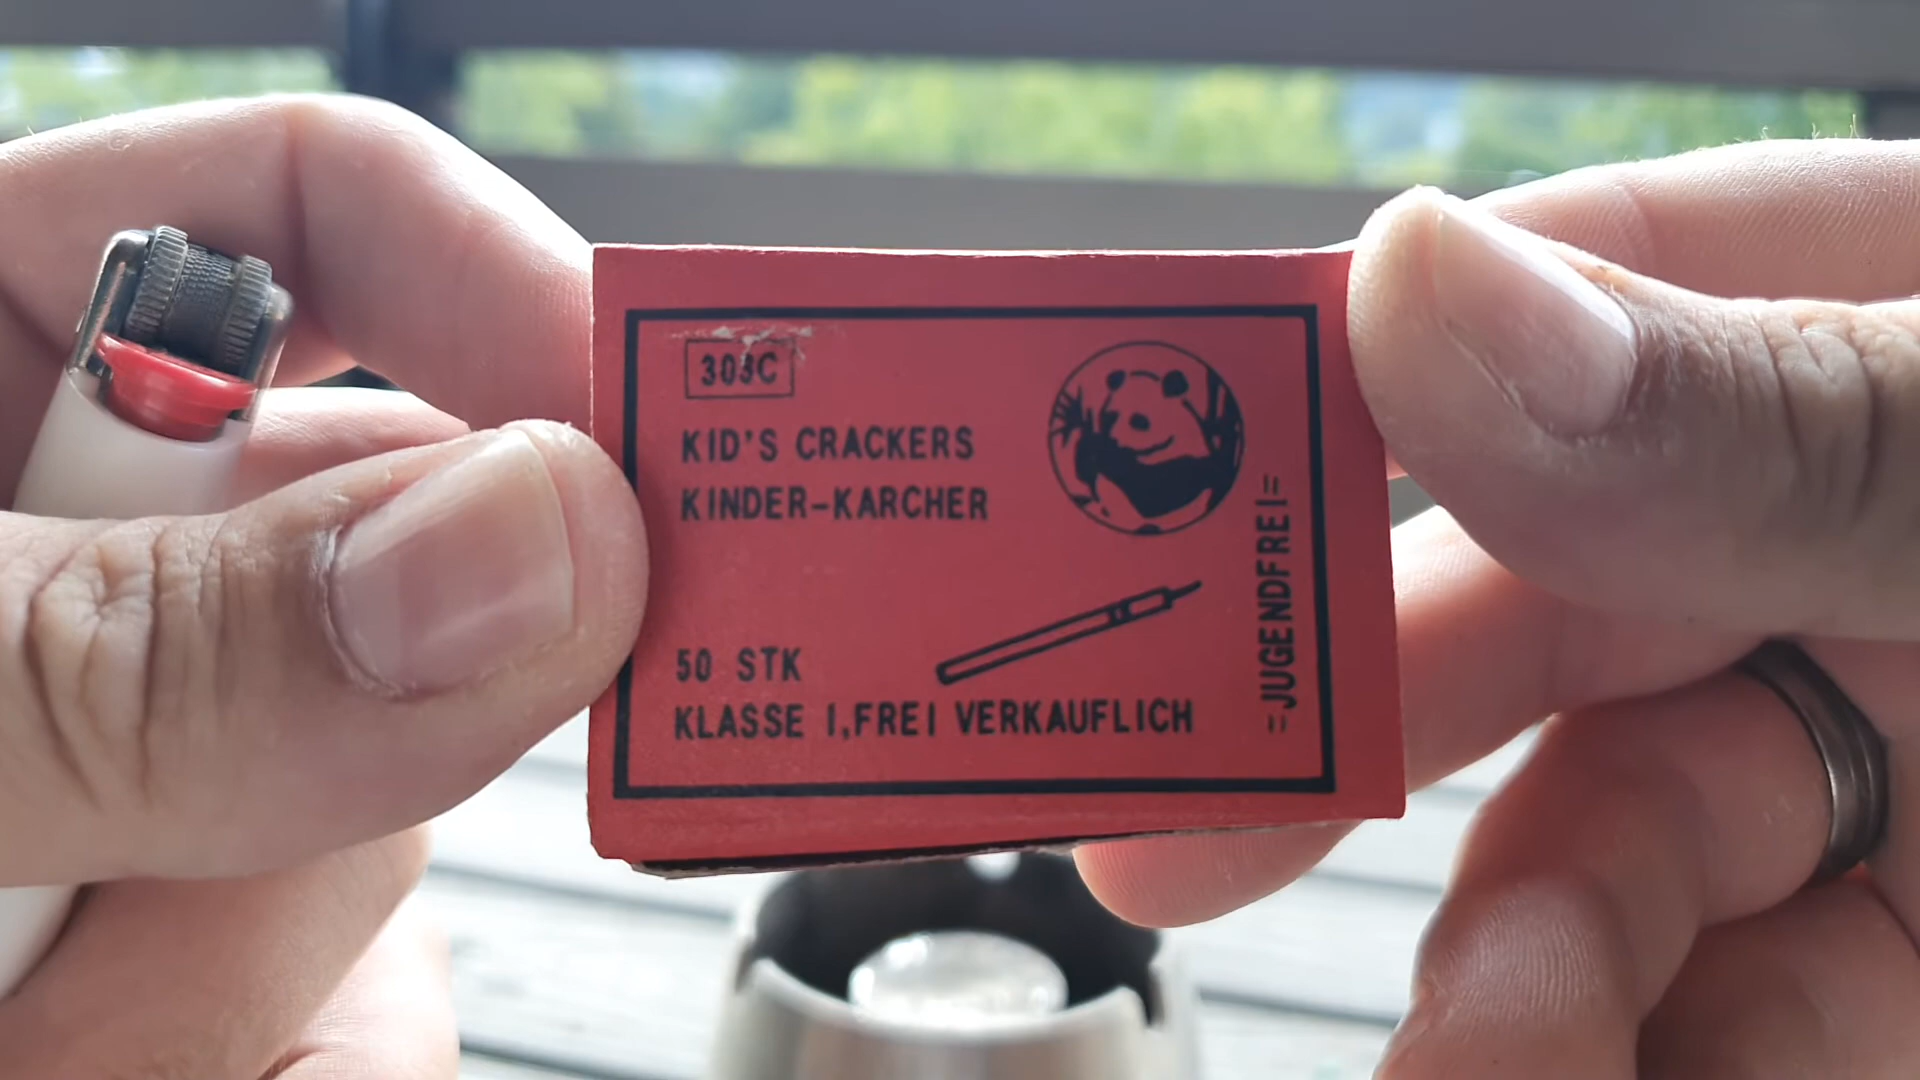 303C
KID'S CRACKERS
KINDER-KARCHER
50 STK
KLASSE I,FREI VERKAUFLICH
=JUGENDFREI=